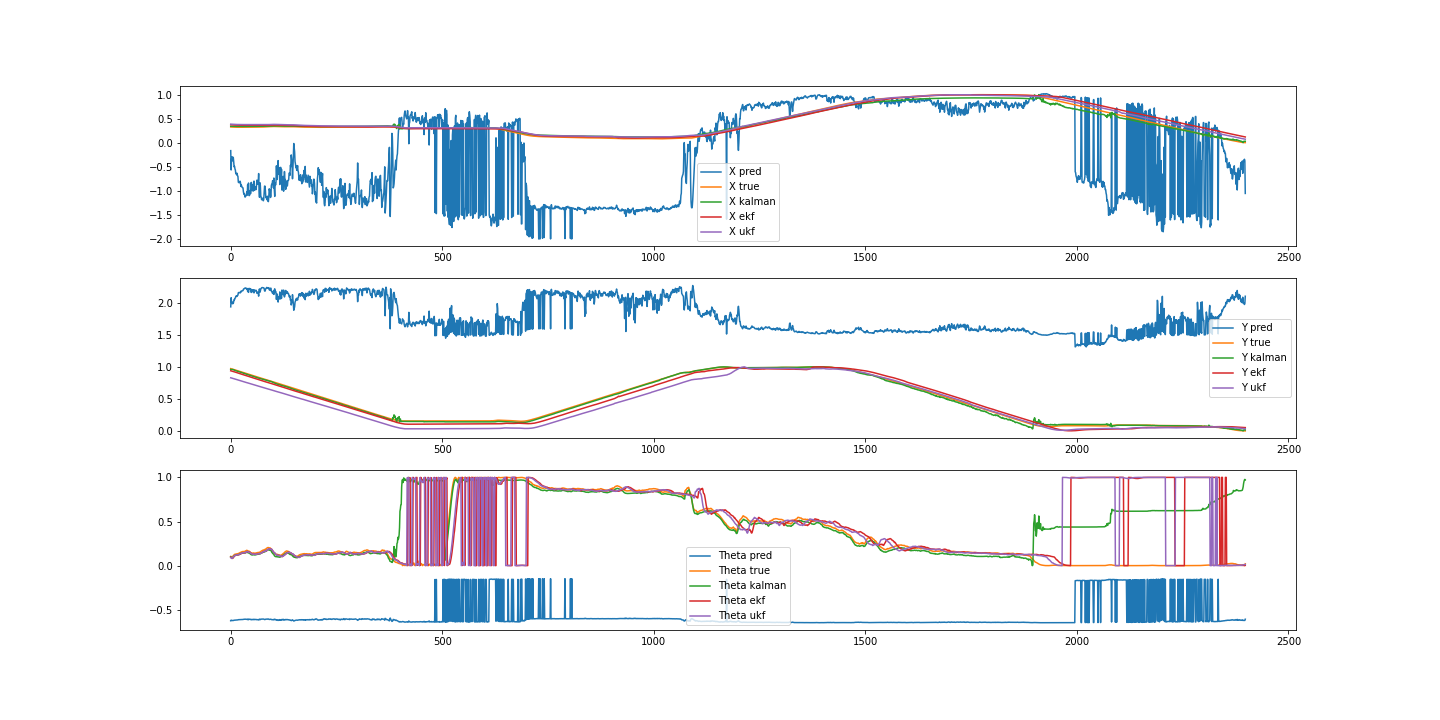 1.0
0.5
0.0
−0.5
−1.0
−1.5
−2.0
X pred
X true
X kalman
X ekf
X ukf
0 500 1000 1500 2000 2500
2.0
1.5
1.0
0.5
0.0
Y pred
Y true
Y kalman
Y ekf
Y ukf
0 500 1000 1500 2000 2500
1.0
0.5
0.0
−0.5
Theta pred
Theta true
Theta kalman
Theta ekf
Theta ukf
0 500 1000 1500 2000 2500